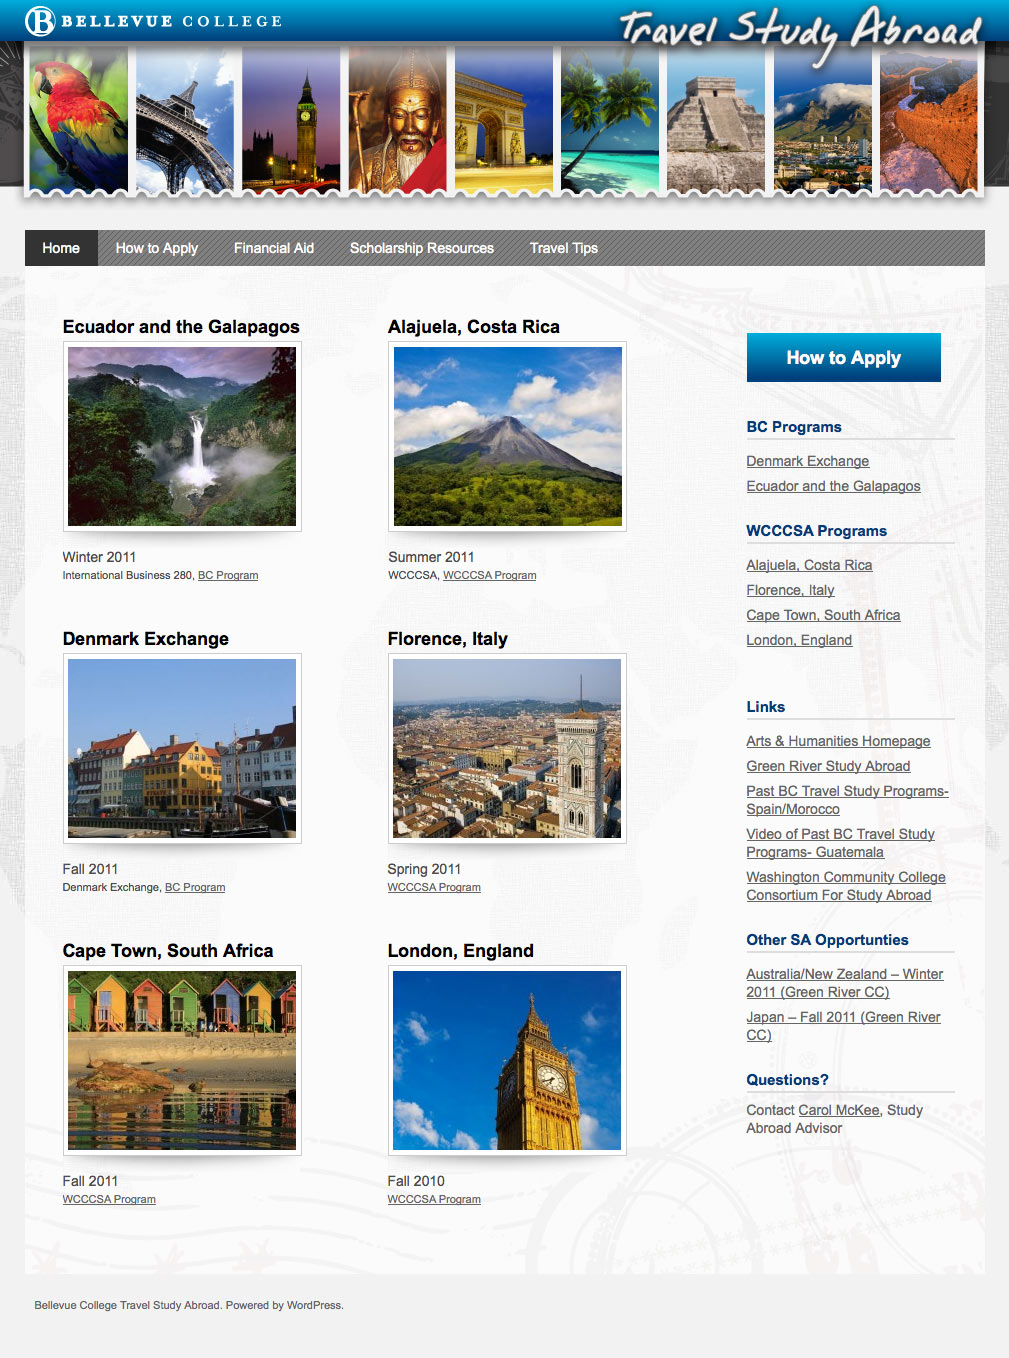 BELLEVUE COLLEGE
Travel Study Abroad
Home How to Apply Financial Aid Scholarship Resources Travel Tips
Ecuador and the Galapagos
Winter 2011
International Business 280, BC Program
Alajuela, Costa Rica
Summer 2011
WCCCSA, WCCCSA Program
Denmark Exchange
Fall 2011
Denmark Exchange, BC Program
Florence, Italy
Spring 2011
WCCCSA Program
Cape Town, South Africa
Fall 2011
WCCCSA Program
London, England
Fall 2010
WCCCSA Program
How to Apply
BC Programs
Denmark Exchange
Ecuador and the Galapagos
WCCCSA Programs
Alajuela, Costa Rica
Florence, Italy
Cape Town, South Africa
London, England
Links
Arts & Humanities Homepage
Green River Study Abroad
Past BC Travel Study Programs-
Spain/Morocco
Video of Past BC Travel Study
Programs- Guatemala
Washington Community College
Consortium For Study Abroad
Other SA Opportunties
Australia/New Zealand – Winter
2011 (Green River CC)
Japan – Fall 2011 (Green River
CC)
Questions?
Contact Carol McKee, Study
Abroad Advisor
Bellevue College Travel Study Abroad. Powered by WordPress.